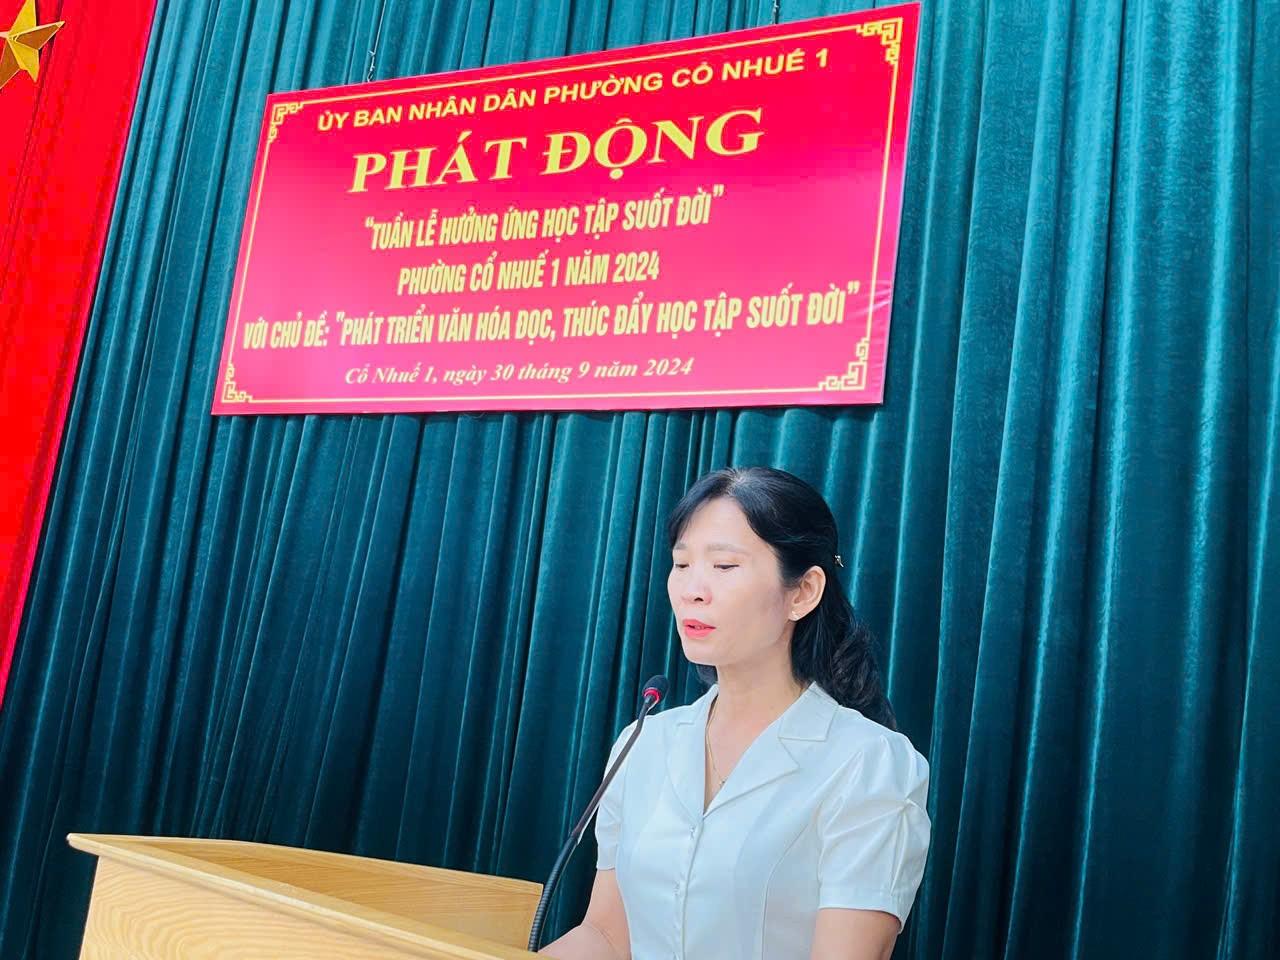 ỦY BAN NHÂN DÂN PHƯỜNG CỔ NHUẾ 1
PHÁT ĐỘNG
"TUẦN LỄ HƯỞNG ỨNG HỌC TẬP SUỐT ĐỜI"
PHƯỜNG CỔ NHUẾ 1 NĂM 2024
VỚI CHỦ ĐỀ: "PHÁT TRIỂN VĂN HÓA ĐỌC, THÚC ĐẨY HỌC TẬP SUỐT ĐỜI"
Cổ Nhuế 1, ngày 30 tháng 9 năm 2024